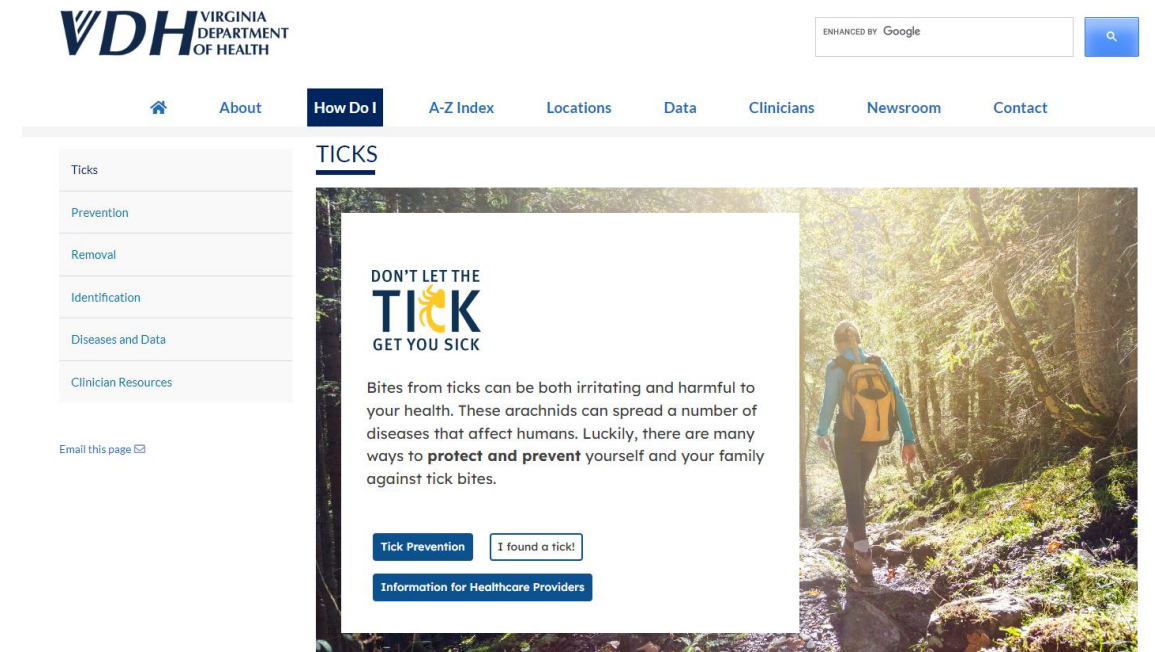 VDH VIRGINIA
DEPARTMENT
OF HEALTH
ENHANCED BY Google
About
How Do I
A-Z Index
Locations
Data
Clinicians
Newsroom
Contact
Ticks
Prevention
Removal
Identification
Diseases and Data
Clinician Resources
Email this page
TICKS
DON'T LET THE
TICK
GET YOU SICK
Bites from ticks can be both irritating and harmful to
your health. These arachnids can spread a number of
diseases that affect humans. Luckily, there are many
ways to protect and prevent yourself and your family
against tick bites.
Tick Prevention
I found a tick!
Information for Healthcare Providers